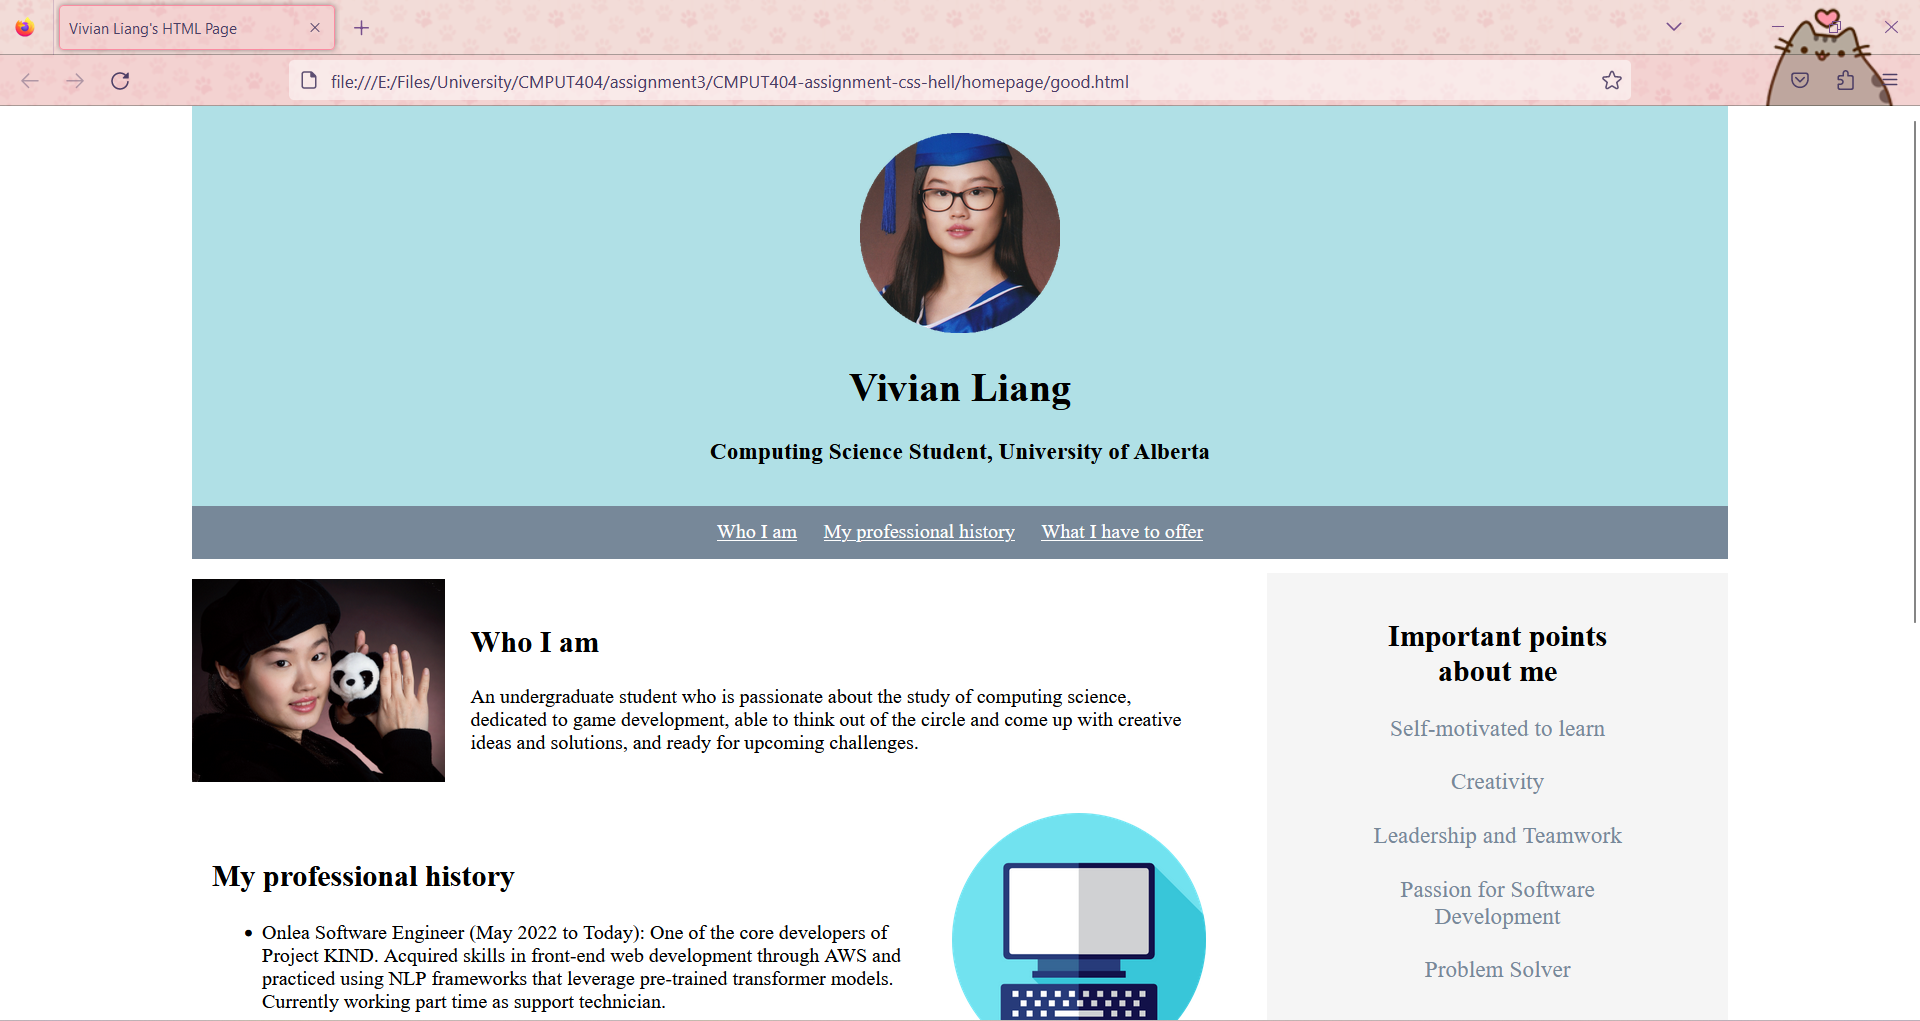 Vivian Liang's HTML Page
file:///E:/Files/University/CMPUT404/assignment3/CMPUT404-assignment-css-hell/homepage/good.html
Vivian Liang
Computing Science Student, University of Alberta
Who I am My professional history What I have to offer
Who I am
An undergraduate student who is passionate about the study of computing science,
dedicated to game development, able to think out of the circle and come up with creative
ideas and solutions, and ready for upcoming challenges.
My professional history
Onlea Software Engineer (May 2022 to Today): One of the core developers of
Project KIND. Acquired skills in front-end web development through AWS and
practiced using NLP frameworks that leverage pre-trained transformer models.
Currently working part time as support technician.
Important points
about me
Self-motivated to learn
Creativity
Leadership and Teamwork
Passion for Software
Development
Problem Solver